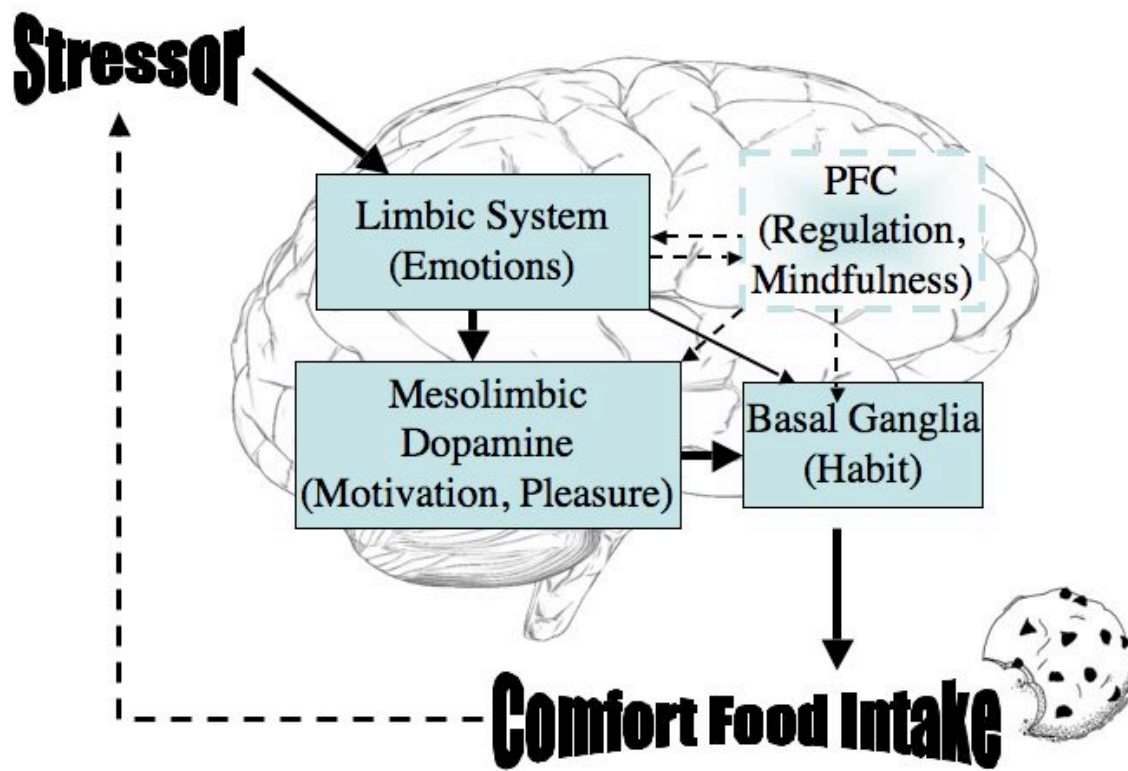 Stressor
Limbic System
(Emotions)
PFC
(Regulation,
Mindfulness)
Mesolimbic
Dopamine
(Motivation, Pleasure)
Basal Ganglia
(Habit)
Comfort Food Intake